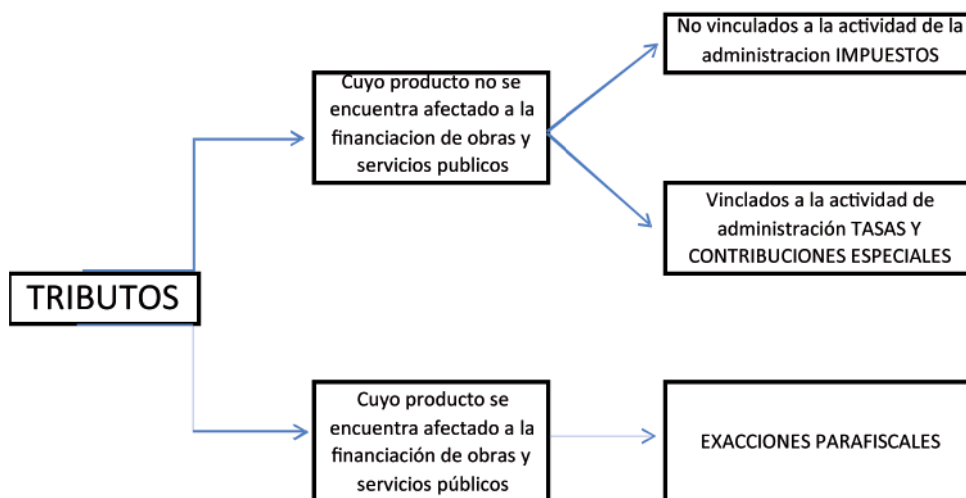 No vinculados a la actividad de la
administracion IMPUESTOS
Cuyo producto no se
encuentra afectado a la
financiacion de obras y
servicios publicos
Vinclados a la actividad de
administración TASAS Y
CONTRIBUCIONES ESPECIALES
TRIBUTOS
Cuyo producto se
encuentra afectado a la
financiación de obras y
servicios públicos
EXACCIONES PARAFISCALES